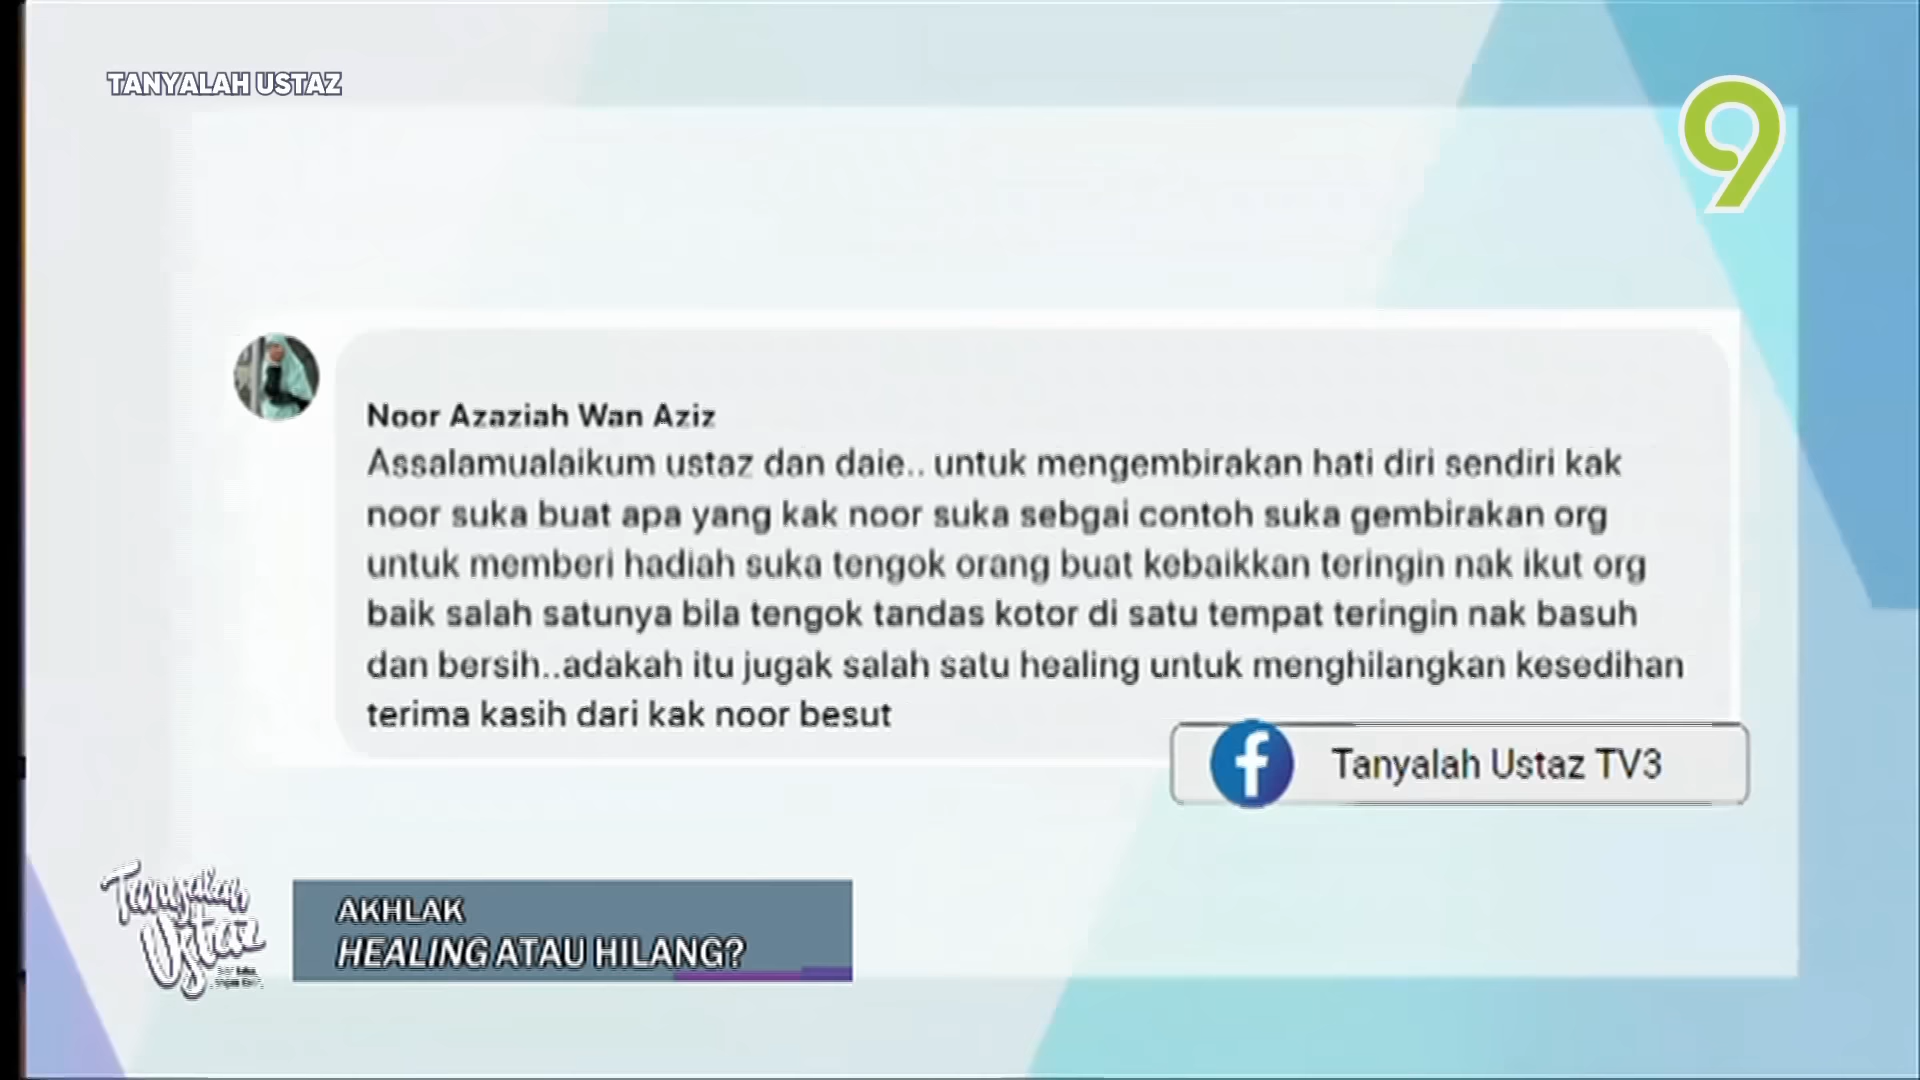 TANYALAH USTAZ
9
Noor Azaziah Wan Aziz
Assalamualaikum ustaz dan daie.. untuk mengembirakan hati diri sendiri kak
noor suka buat apa yang kak noor suka sebgai contoh suka gembirakan org
untuk memberi hadiah suka tengok orang buat kebaikkan teringin nak ikut org
baik salah satunya bila tengok tandas kotor di satu tempat teringin nak basuh
dan bersih..adakah itu jugak salah satu healing untuk menghilangkan kesedihan
terima kasih dari kak noor besut
f Tanyalah Ustaz TV3
Tanyalah
Ustaz
AKHLAK
HEALING ATAU HILANG?